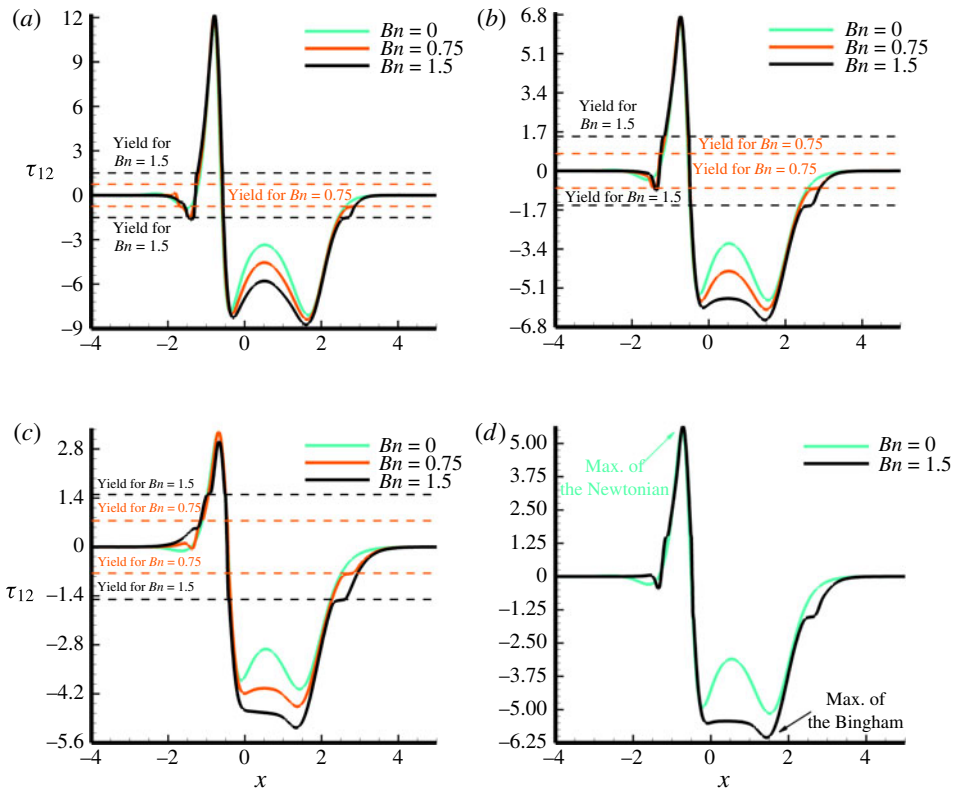 (a)
12
9
6
3
0
−3
−6
−9
τ12
Bn = 0
Bn = 0.75
Bn = 1.5
Yield for
Bn = 1.5
Yield for Bn = 0.75
Yield for
Bn = 1.5
−4
−2
0
2
4
(b)
6.8
5.1
3.4
1.7
0
−1.7
−3.4
−5.1
−6.8
Bn = 0
Bn = 0.75
Bn = 1.5
Yield for
Bn = 1.5
Yield for Bn = 0.75
Yield for Bn = 0.75
Yield for Bn = 1.5
−4
−2
0
2
4
(c)
2.8
1.4
0
−1.4
−2.8
−4.2
−5.6
τ12
Bn = 0
Bn = 0.75
Bn = 1.5
Yield for Bn = 1.5
Yield for Bn = 0.75
Yield for Bn = 0.75
Yield for Bn = 1.5
−4
−2
0
2
4
x
(d)
5.00
3.75
2.50
1.25
0
−1.25
−2.50
−3.75
−5.00
−6.25
Bn = 0
Bn = 1.5
Max. of
the Newtonian
Max. of
the Bingham
−4
−2
0
2
4
x